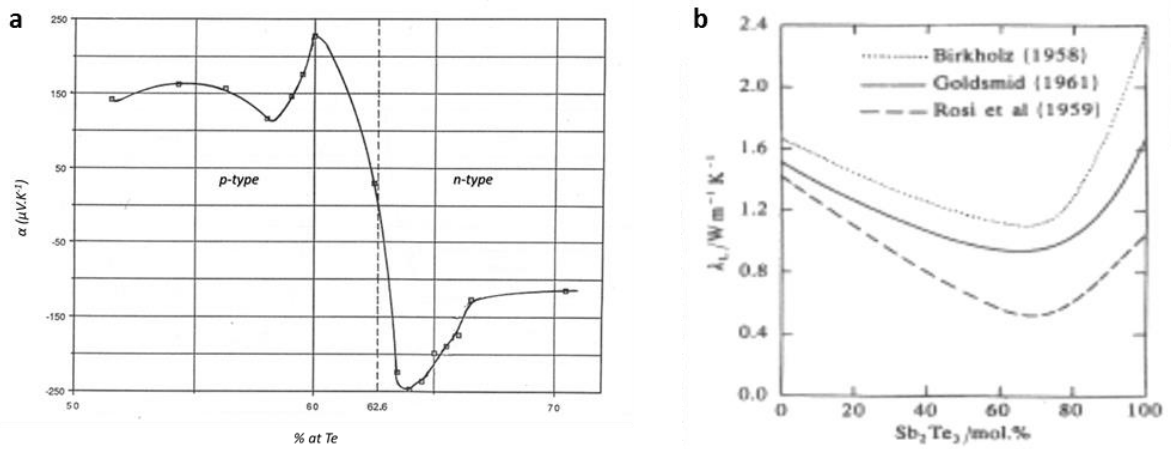 a
250
150
50
-50
-150
-250
α (μV.K-1)
p-type
n-type
50
60
62.6
70
% at Te
b
2.4
2.0
1.6
1.2
0.8
0.4
0.0
λL/Wm⁻¹ K⁻¹
Birkholz (1958)
Goldsmid (1961)
Rosi et al (1959)
0
20
40
60
80
100
Sb2Te3/mol.%